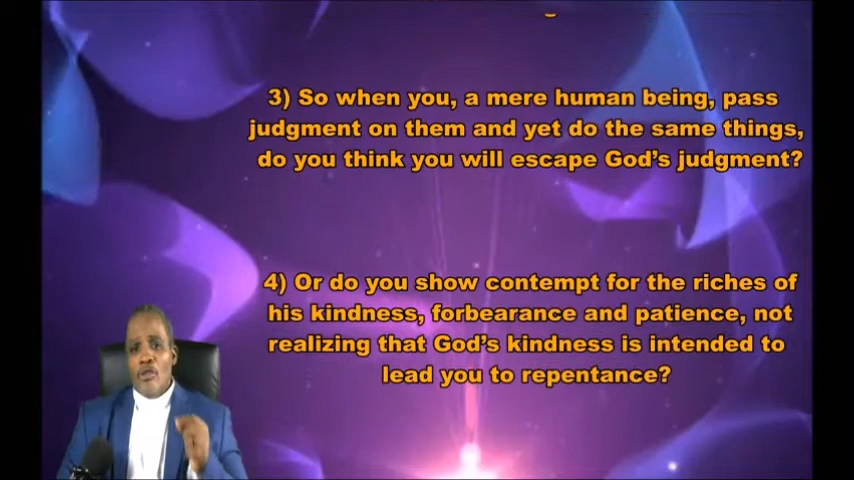 3) So when you, a mere human being, pass
judgment on them and yet do the same things,
do you think you will escape God's judgment?
4) Or do you show contempt for the riches of
his kindness, forbearance and patience, not
realizing that God's kindness is intended to
lead you to repentance?